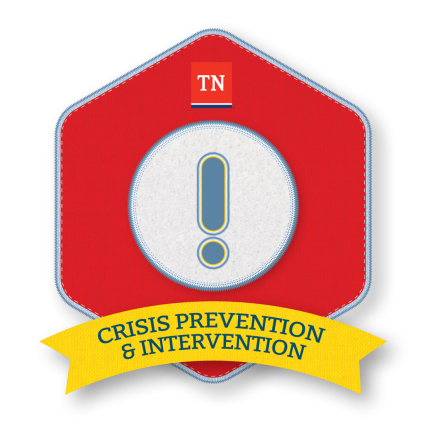 TN
CRISIS PREVENTION
& INTERVENTION